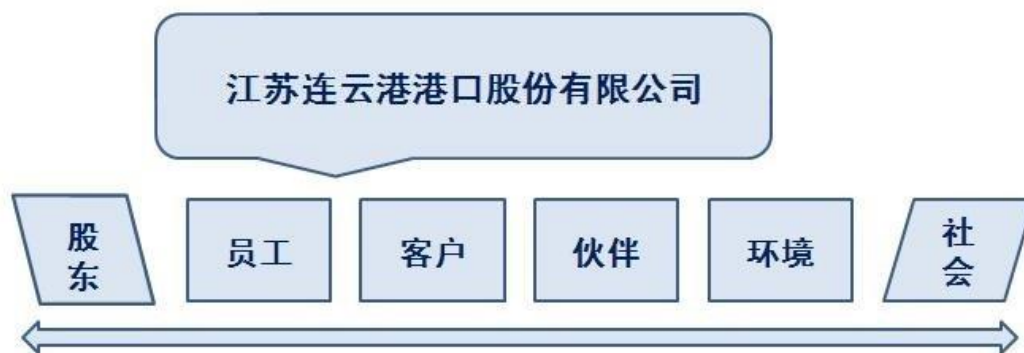 江苏连云港港口股份有限公司
股东
员工
客户
伙伴
环境
社会